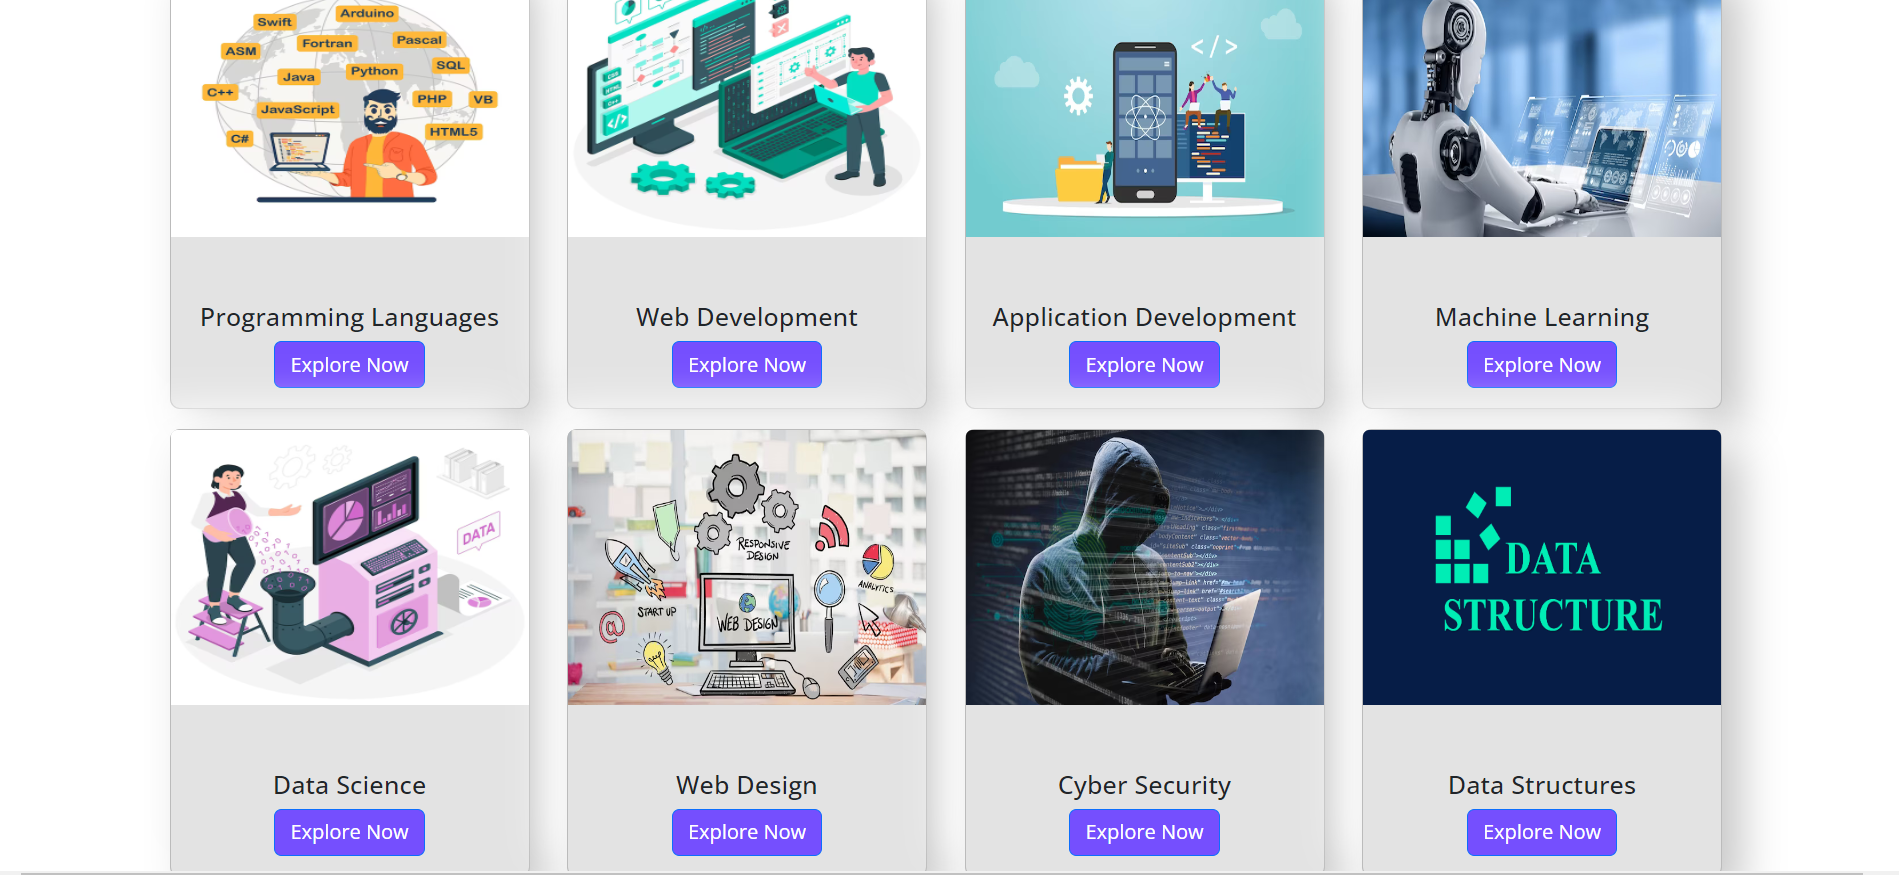 Swift
Arduino
ASM
Fortran
Pascal
SQL
Java
Python
C++
JavaScript
PHP
VB
C#
HTML5
CSS
HTML
C++
</>
</>
Programming Languages
Web Development
Application Development
Machine Learning
Explore Now
Explore Now
Explore Now
Explore Now
DATA
RESPONSIVE
DESIGN
ANALYTICS
START UP
WEB DESIGN
@
DATA
STRUCTURE
Data Science
Web Design
Cyber Security
Data Structures
Explore Now
Explore Now
Explore Now
Explore Now